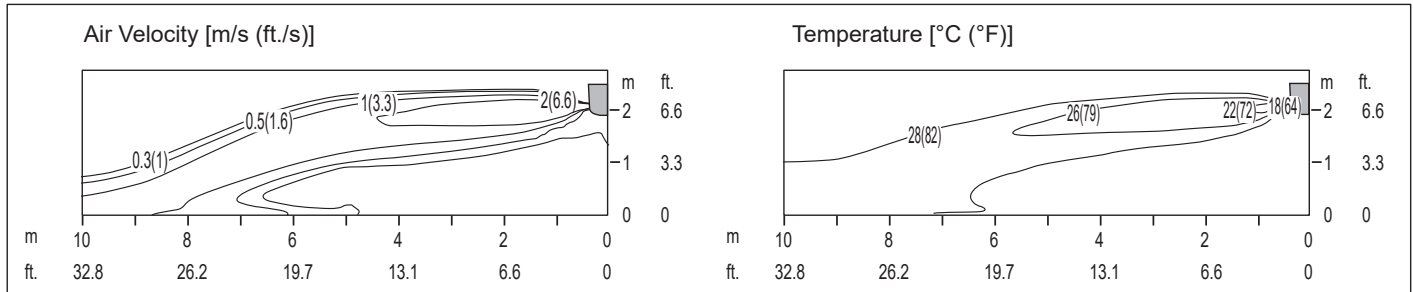 Air Velocity [m/s (ft./s)]
m ft.
2(6.6)
1(3.3)
2 6.6
0.5(1.6)
0.3(1)
1 3.3
0 0
m 10 8 6 4 2 0
ft. 32.8 26.2 19.7 13.1 6.6 0
Temperature [°C (°F)]
m ft.
18(64)
22(72)
26(79)
2 6.6
28(82)
1 3.3
0 0
m 10 8 6 4 2 0
ft. 32.8 26.2 19.7 13.1 6.6 0